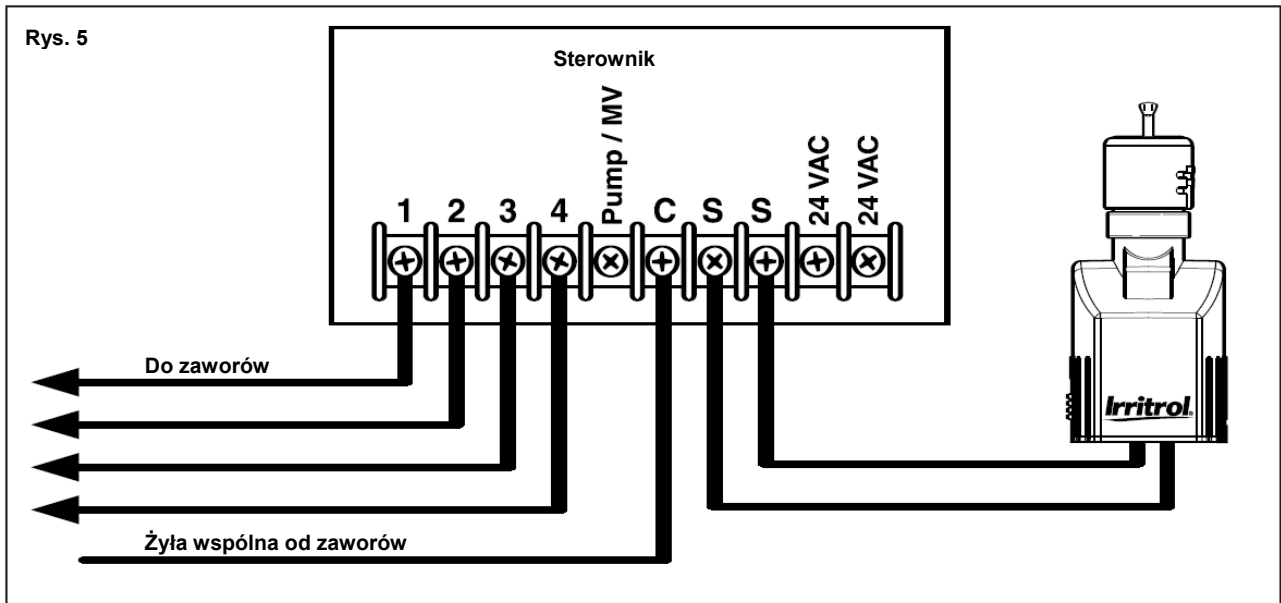 Rys. 5
Sterownik
1 2 3 4 Pump / MV C S S 24 VAC 24 VAC
Do zaworów
Irritrol
Żyła wspólna od zaworów